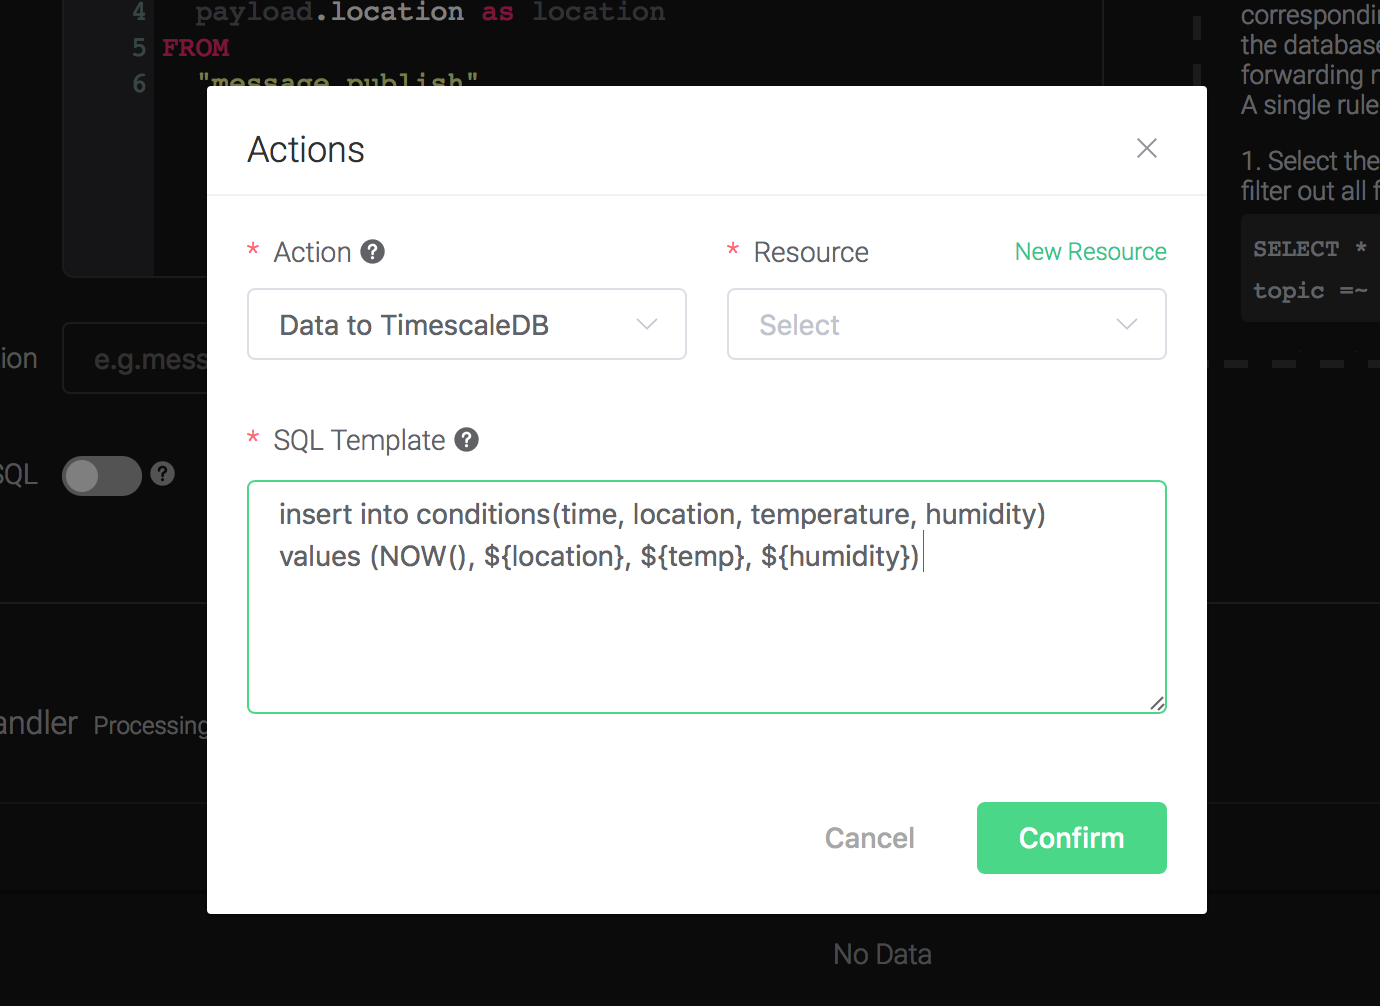 4 payload.location as location
5 FROM
6 "message.publish"
Actions
* Action ?
* Resource
New Resource
Data to TimescaleDB
Select
* SQL Template ?
insert into conditions(time, location, temperature, humidity)
values (NOW(), ${location}, ${temp}, ${humidity})
Cancel
Confirm
ion
e.g.mess
SQL
?
andler Processing
No Data
correspondi
the database
forwarding r
A single rule
1. Select the
filter out all f
SELECT *
topic =~